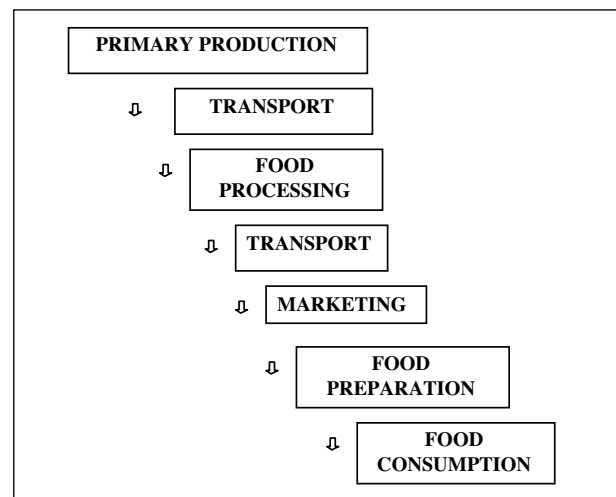 PRIMARY PRODUCTION
TRANSPORT
FOOD
PROCESSING
TRANSPORT
MARKETING
FOOD
PREPARATION
FOOD
CONSUMPTION